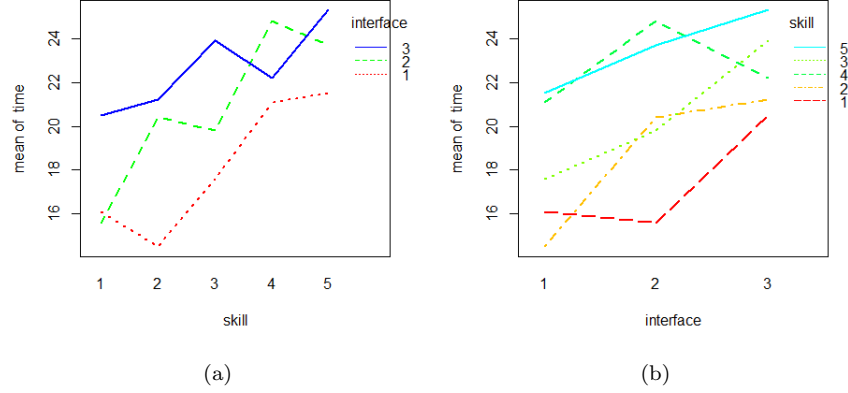 interface
3
2
1
mean of time
24
22
20
18
16
1 2 3 4 5
skill
(a)
skill
5
3
4
2
1
mean of time
24
22
20
18
16
1 2 3
interface
(b)